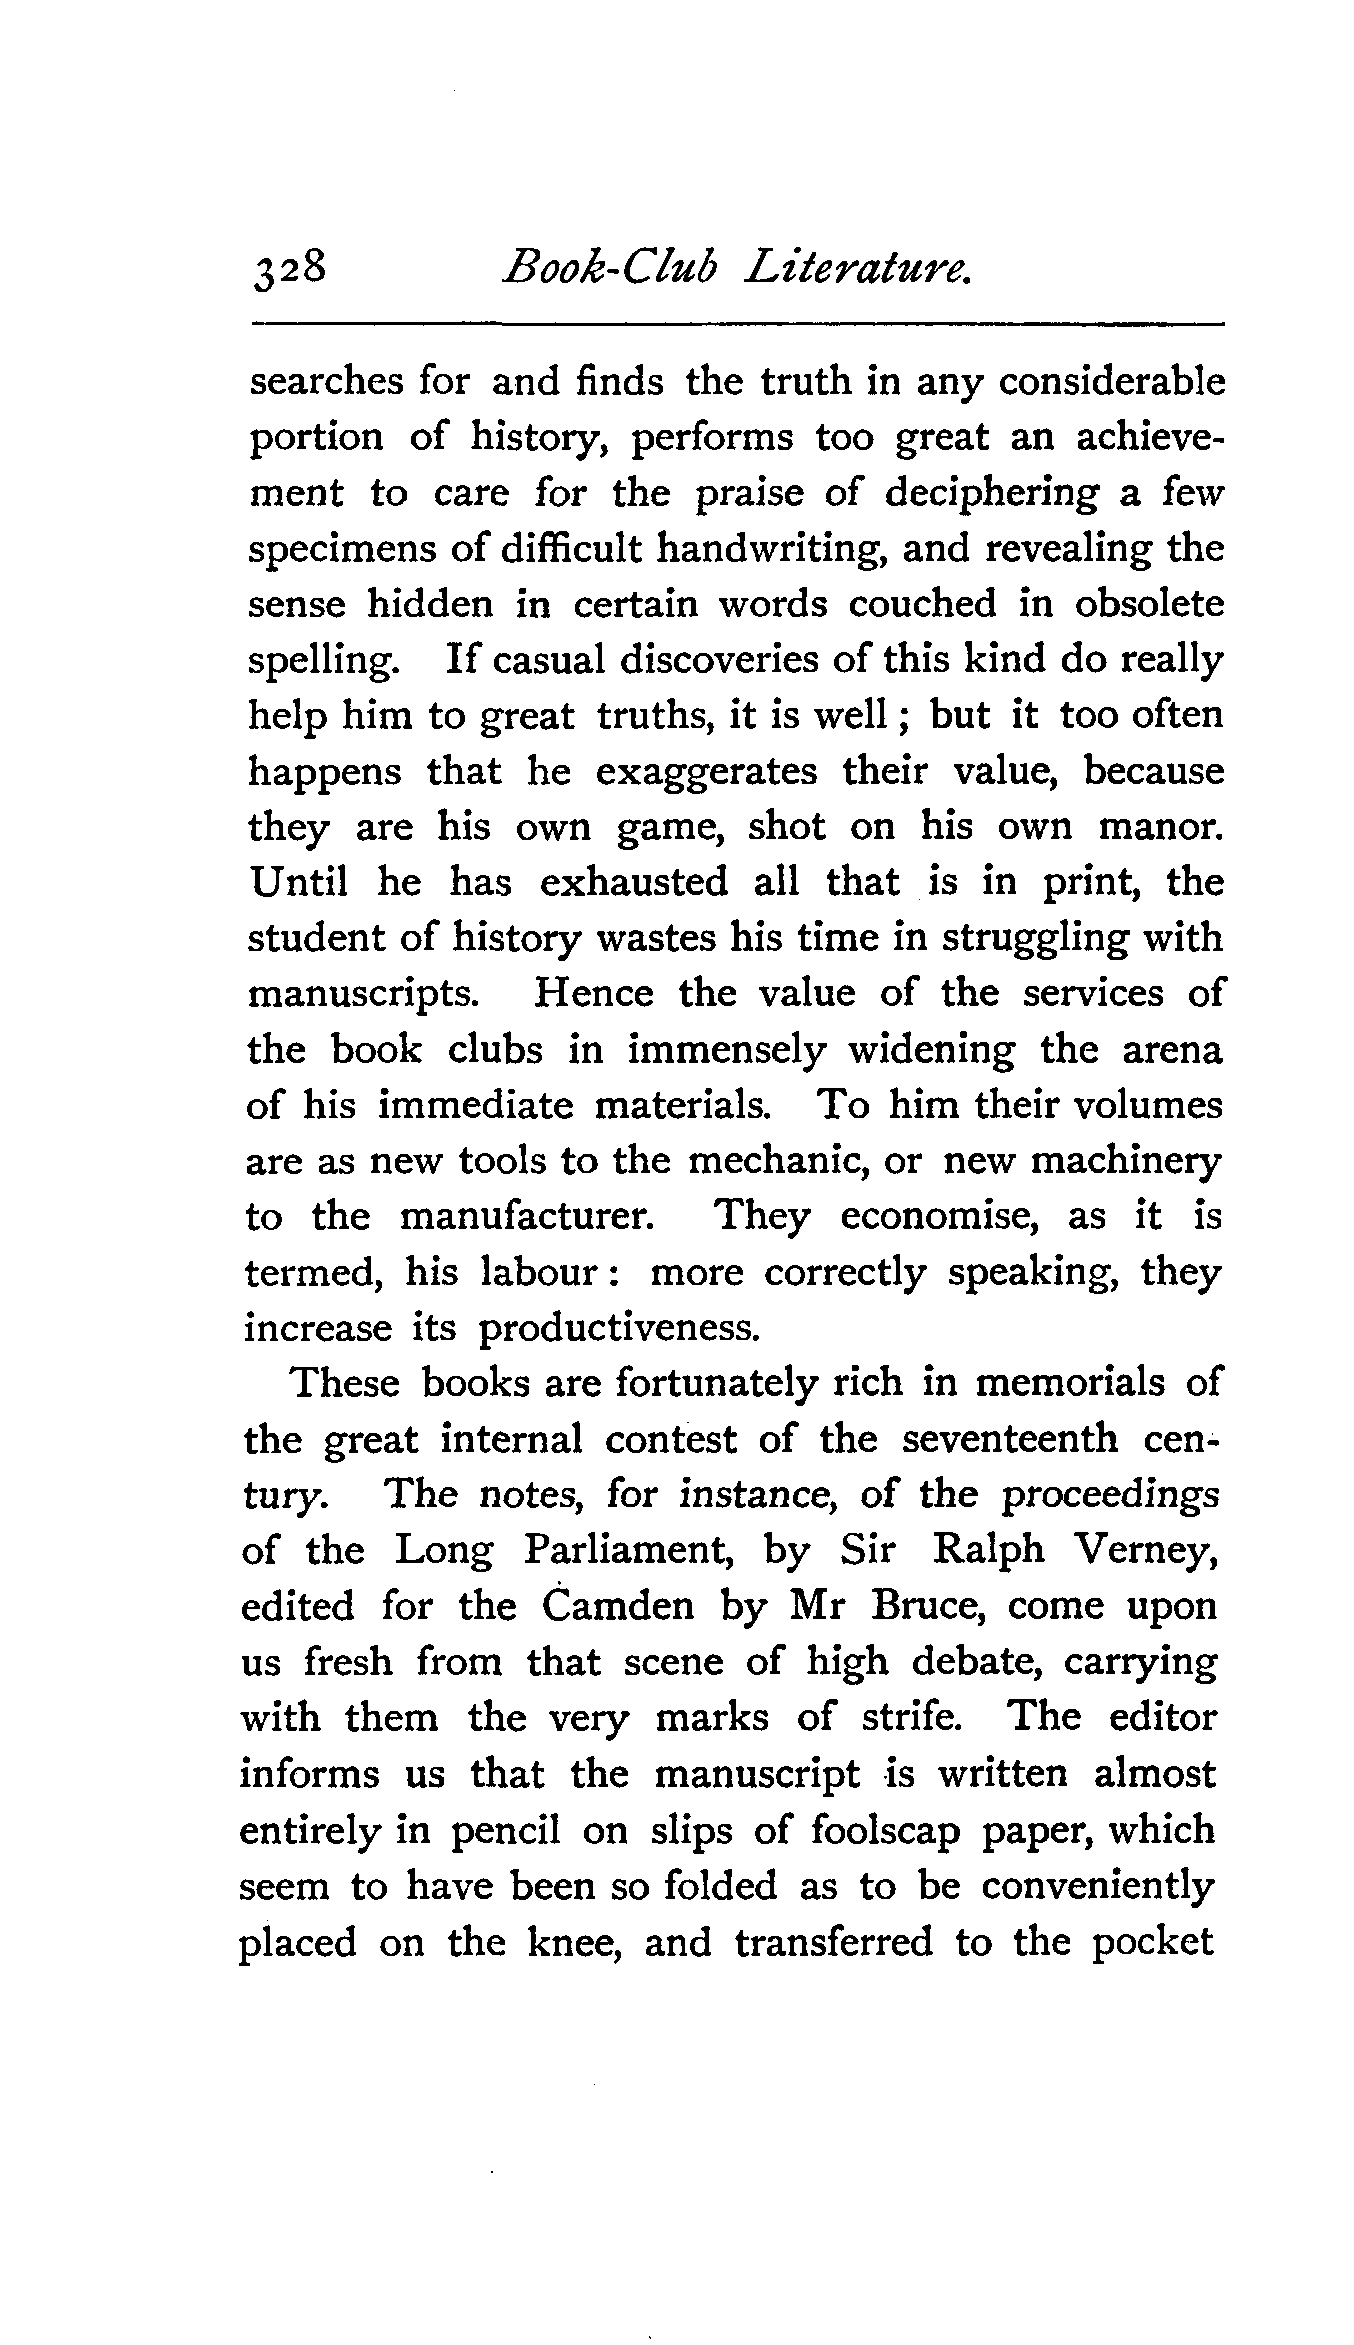 328 Book-Club Literature.
searches for and finds the truth in any considerable
portion of history, performs too great an achieve-
ment to care for the praise of deciphering a few
specimens of difficult handwriting, and revealing the
sense hidden in certain words couched in obsolete
spelling. If casual discoveries of this kind do really
help him to great truths, it is well ; but it too often
happens that he exaggerates their value, because
they are his own game, shot on his own manor.
Until he has exhausted all that is in print, the
student of history wastes his time in struggling with
manuscripts. Hence the value of the services of
the book clubs in immensely widening the arena
of his immediate materials. To him their volumes
are as new tools to the mechanic, or new machinery
to the manufacturer. They economise, as it is
termed, his labour : more correctly speaking, they
increase its productiveness.
These books are fortunately rich in memorials of
the great internal contest of the seventeenth cen-
tury. The notes, for instance, of the proceedings
of the Long Parliament, by Sir Ralph Verney,
edited for the Camden by Mr Bruce, come upon
us fresh from that scene of high debate, carrying
with them the very marks of strife. The editor
informs us that the manuscript is written almost
entirely in pencil on slips of foolscap paper, which
seem to have been so folded as to be conveniently
placed on the knee, and transferred to the pocket